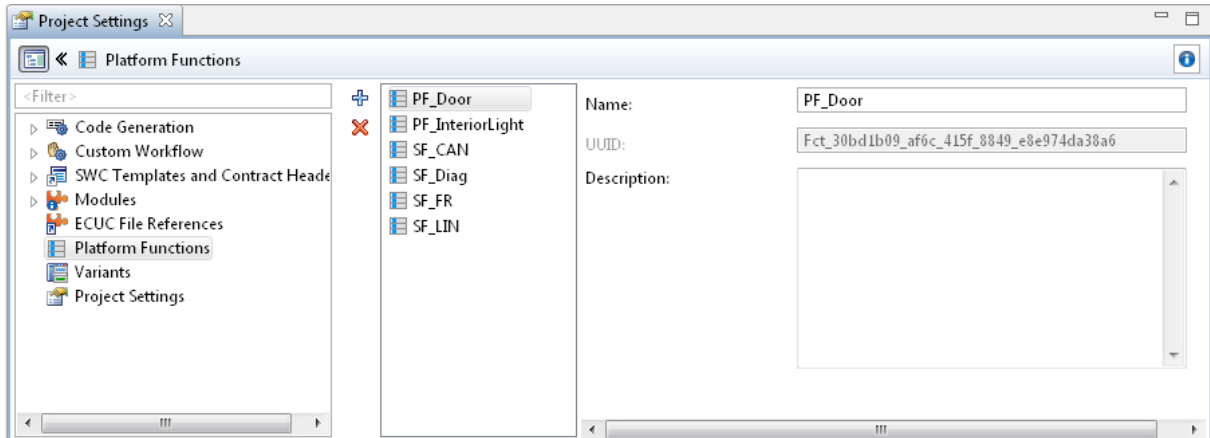 Project Settings
Platform Functions
<Filter>
Code Generation
Custom Workflow
SWC Templates and Contract Heade
Modules
ECUC File References
Platform Functions
Variants
Project Settings
PF_Door
PF_InteriorLight
SF_CAN
SF_Diag
SF_FR
SF_LIN
Name: PF_Door
UUID: Fct_30bd1b09_af6c_415f_8849_e8e974da38a6
Description: